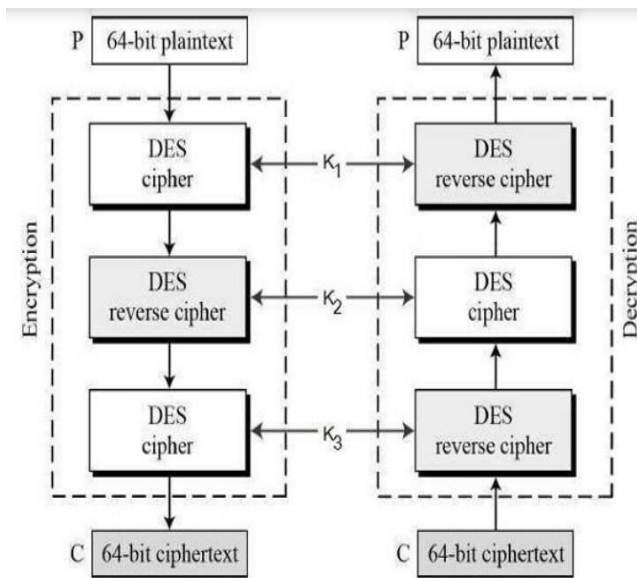 P 64-bit plaintext
P 64-bit plaintext
Encryption
DES
cipher
K1
DES
reverse cipher
DES
reverse cipher
K2
DES
cipher
DES
cipher
K3
DES
reverse cipher
Decryption
C 64-bit ciphertext
C 64-bit ciphertext